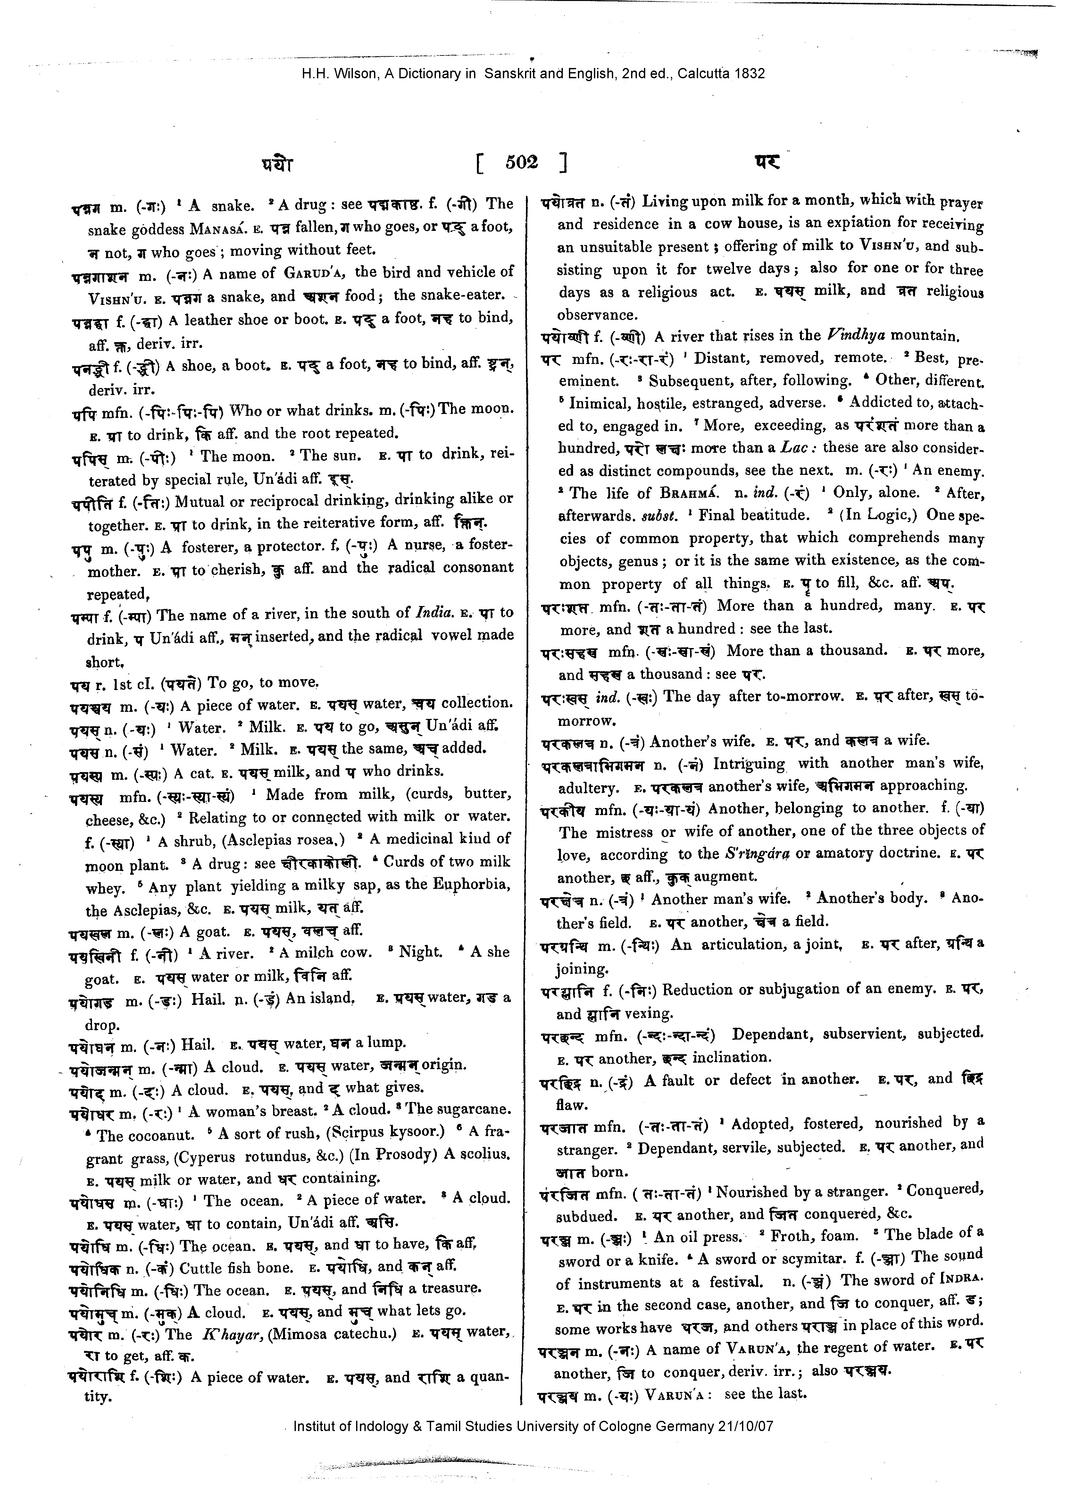 H.H. Wilson, A Dictionary in Sanskrit and English, 2nd ed., Calcutta 1832
पयो [ 502 ] पर
पन्नग m. (-गः) ¹ A snake. ² A drug : see पद्मकाष्ठ. f. (-गी) The
snake goddess MANASÁ. E. पन्न fallen, ग who goes, or पद् a foot,
न not, ग who goes ; moving without feet.
पन्नगाशन m. (-नः) A name of GARUD'A, the bird and vehicle of
VISHN'U. E. पन्नग a snake, and अशन food ; the snake-eater.
पन्नद्धा f. (-द्धा) A leather shoe or boot. E. पद् a foot, नह to bind,
aff. क्त, deriv. irr.
पनद्ध्री f. (-द्ध्री) A shoe, a boot. E. पद् a foot, नह to bind, aff. ष्ट्रन्,
deriv. irr.
पपि mfn. (-पिः-पिः-पि) Who or what drinks. m. (-पिः) The moon.
E. पा to drink, कि aff. and the root repeated.
पपिस् m. (-पीः) ¹ The moon. ² The sun. E. पा to drink, rei-
terated by special rule, Un'ádi aff. इस्.
पपीति f. (-तिः) Mutual or reciprocal drinking, drinking alike or
together. E. पा to drink, in the reiterative form, aff. क्तिन्.
पपु m. (-पुः) A fosterer, a protector. f. (-पुः) A nurse, a foster-
mother. E. पा to cherish, कु aff. and the radical consonant
repeated,
पम्पा f. (-म्पा) The name of a river, in the south of India. E. पा to
drink, प Un'ádi aff., मन् inserted, and the radical vowel made
short.
पय r. 1st cl. (पयते) To go, to move.
पयश्चय m. (-यः) A piece of water. E. पयस् water, चय collection.
पयस् n. (-यः) ¹ Water. ² Milk. E. पय to go, असुन् Un'ádi aff.
पयस n. (-सं) ¹ Water. ² Milk. E. पयस् the same, अच् added.
पयस्प m. (-स्पः) A cat. E. पयस् milk, and प who drinks.
पयस्य mfn. (-स्यः-स्या-स्यं) ¹ Made from milk, (curds, butter,
cheese, &c.) ² Relating to or connected with milk or water.
f. (-स्या) ¹ A shrub, (Asclepias rosea.) ² A medicinal kind of
moon plant. ³ A drug : see क्षीरकाकोली. ⁴ Curds of two milk
whey. ⁵ Any plant yielding a milky sap, as the Euphorbia,
the Asclepias, &c. E. पयस् milk, यत् aff.
पयस्वल m. (-लः) A goat. E. पयस्, वलच् aff.
पयस्विनी f. (-नी) ¹ A river. ² A milch cow. ³ Night. ⁴ A she
goat. E. पयस् water or milk, विनि aff.
पयोगड m. (-डः) Hail. n. (-डं) An island. E. पयस् water, गड a
drop.
पयोघन m. (-नः) Hail. E. पयस् water, घन a lump.
पयोजन्मन् m. (-न्मा) A cloud. E. पयस् water, जन्मन् origin.
पयोद m. (-दः) A cloud. E. पयस्, and द what gives.
पयोधर m. (-रः) ¹ A woman's breast. ² A cloud. ³ The sugarcane.
⁴ The cocoanut. ⁵ A sort of rush, (Scirpus kysoor.) ⁶ A fra-
grant grass, (Cyperus rotundus, &c.) (In Prosody) A scolius.
E. पयस् milk or water, and धर containing.
पयोधस m. (-धाः) ¹ The ocean. ² A piece of water. ³ A cloud.
E. पयस् water, धा to contain, Un'ádi aff. असि.
पयोधि m. (-धिः) The ocean. E. पयस्, and धा to have, कि aff.
पयोधिक n. (-कं) Cuttle fish bone. E. पयोधि, and कन् aff.
पयोनिधि m. (-धिः) The ocean. E. पयस्, and निधि a treasure.
पयोमुच् m. (-मुक्) A cloud. E. पयस्, and मुच् what lets go.
पयोर m. (-रः) The K'hayar, (Mimosa catechu.) E. पयस् water,
रा to get, aff. क.
पयोराशि f. (-शिः) A piece of water. E. पयस्, and राशि a quan-
tity.
पयोव्रत n. (-तं) Living upon milk for a month, which with prayer
and residence in a cow house, is an expiation for receiving
an unsuitable present ; offering of milk to VISHN'U, and sub-
sisting upon it for twelve days ; also for one or for three
days as a religious act. E. पयस् milk, and व्रत religious
observance.
पयोष्णी f. (-ष्णी) A river that rises in the Vindhya mountain.
पर mfn. (-रः-रा-रं) ¹ Distant, removed, remote. ² Best, pre-
eminent. ³ Subsequent, after, following. ⁴ Other, different.
⁵ Inimical, hostile, estranged, adverse. ⁶ Addicted to, attach-
ed to, engaged in. ⁷ More, exceeding, as परंशतं more than a
hundred, परो लक्षः more than a Lac : these are also consider-
ed as distinct compounds, see the next. m. (-रः) ¹ An enemy.
² The life of BRAHMÁ. n. ind. (-रं) ¹ Only, alone. ² After,
afterwards. subst. ¹ Final beatitude. ² (In Logic,) One spe-
cies of common property, that which comprehends many
objects, genus ; or it is the same with existence, as the com-
mon property of all things. E. पॄ to fill, &c. aff. अप्.
परःशत mfn. (-तः-ता-तं) More than a hundred, many. E. पर
more, and शत a hundred : see the last.
परःसहस्र mfn. (-स्रः-स्रा-स्रं) More than a thousand. E. पर more,
and सहस्र a thousand : see पर.
परःश्वस् ind. (-श्वः) The day after to-morrow. E. पर after, श्वस् to-
morrow.
परकलत्र n. (-त्रं) Another's wife. E. पर, and कलत्र a wife.
परकलत्राभिगमन n. (-नं) Intriguing with another man's wife,
adultery. E. परकलत्र another's wife, अभिगमन approaching.
परकीय mfn. (-यः-या-यं) Another, belonging to another. f. (-या)
The mistress or wife of another, one of the three objects of
love, according to the S'ringára or amatory doctrine. E. पर
another, छ aff., कुक् augment.
परक्षेत्र n. (-त्रं) ¹ Another man's wife. ² Another's body. ³ Ano-
ther's field. E. पर another, क्षेत्र a field.
परग्रन्थि m. (-न्थिः) An articulation, a joint, E. पर after, ग्रन्थि a
joining.
परग्लानि f. (-निः) Reduction or subjugation of an enemy. E. पर,
and ग्लानि vexing.
परच्छन्द mfn. (-न्दः-न्दा-न्दं) Dependant, subservient, subjected.
E. पर another, छन्द inclination.
परछिद्र n. (-द्रं) A fault or defect in another. E. पर, and छिद्र
flaw.
परजात mfn. (-तः-ता-तं) ¹ Adopted, fostered, nourished by a
stranger. ² Dependant, servile, subjected. E. पर another, and
जात born.
परजित mfn. ( तः-ता-तं) ¹ Nourished by a stranger. ² Conquered,
subdued. E. पर another, and जित conquered, &c.
परञ्ज m. (-ञ्जः) ¹ An oil press. ² Froth, foam. ³ The blade of a
sword or a knife. ⁴ A sword or scymitar. f. (-ञ्जा) The sound
of instruments at a festival. n. (-ञ्जं) The sword of INDRA.
E. पर in the second case, another, and जि to conquer, aff. ड;
some works have परज, and others पराञ्ज in place of this word.
परञ्जन m. (-नः) A name of VARUN'A, the regent of water. E. पर
another, जि to conquer, deriv. irr. ; also परञ्जय.
परञ्जय m. (-यः) VARUN'A : see the last.
Institut of Indology & Tamil Studies University of Cologne Germany 21/10/07